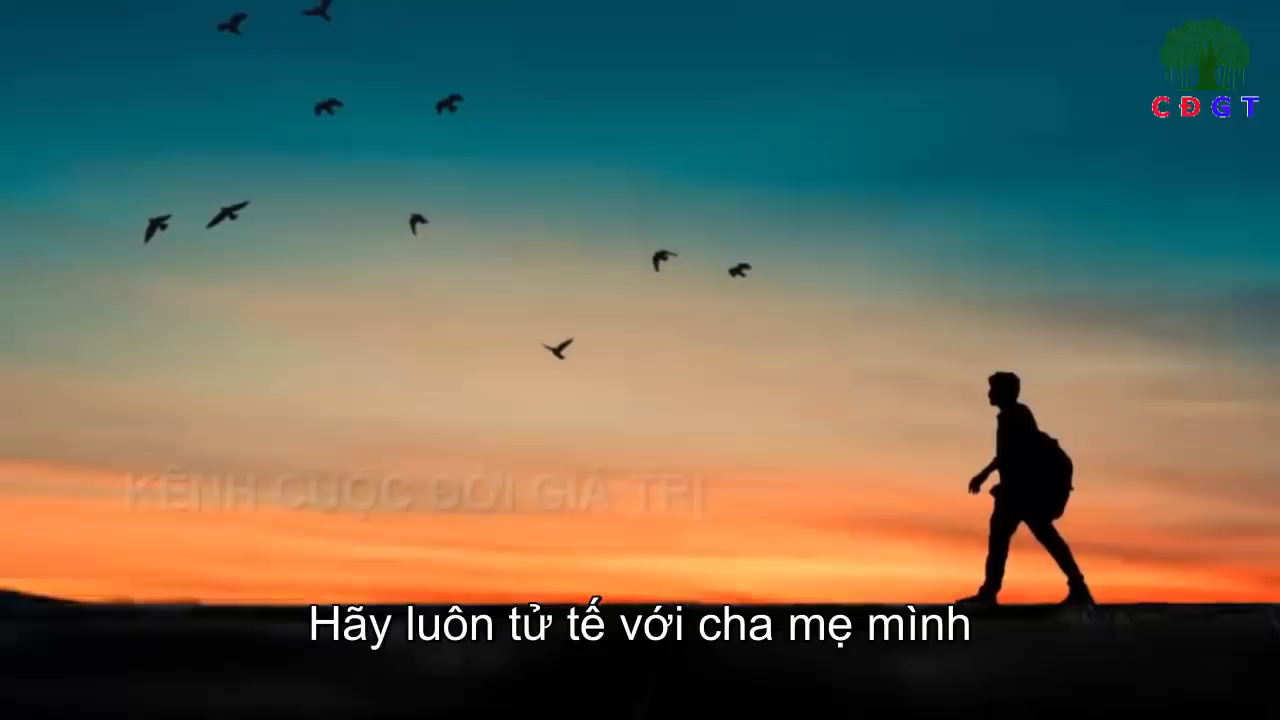 CĐGT
KÊNH CUỘC ĐỜI GIÁ TRỊ
Hãy luôn tử tế với cha mẹ mình